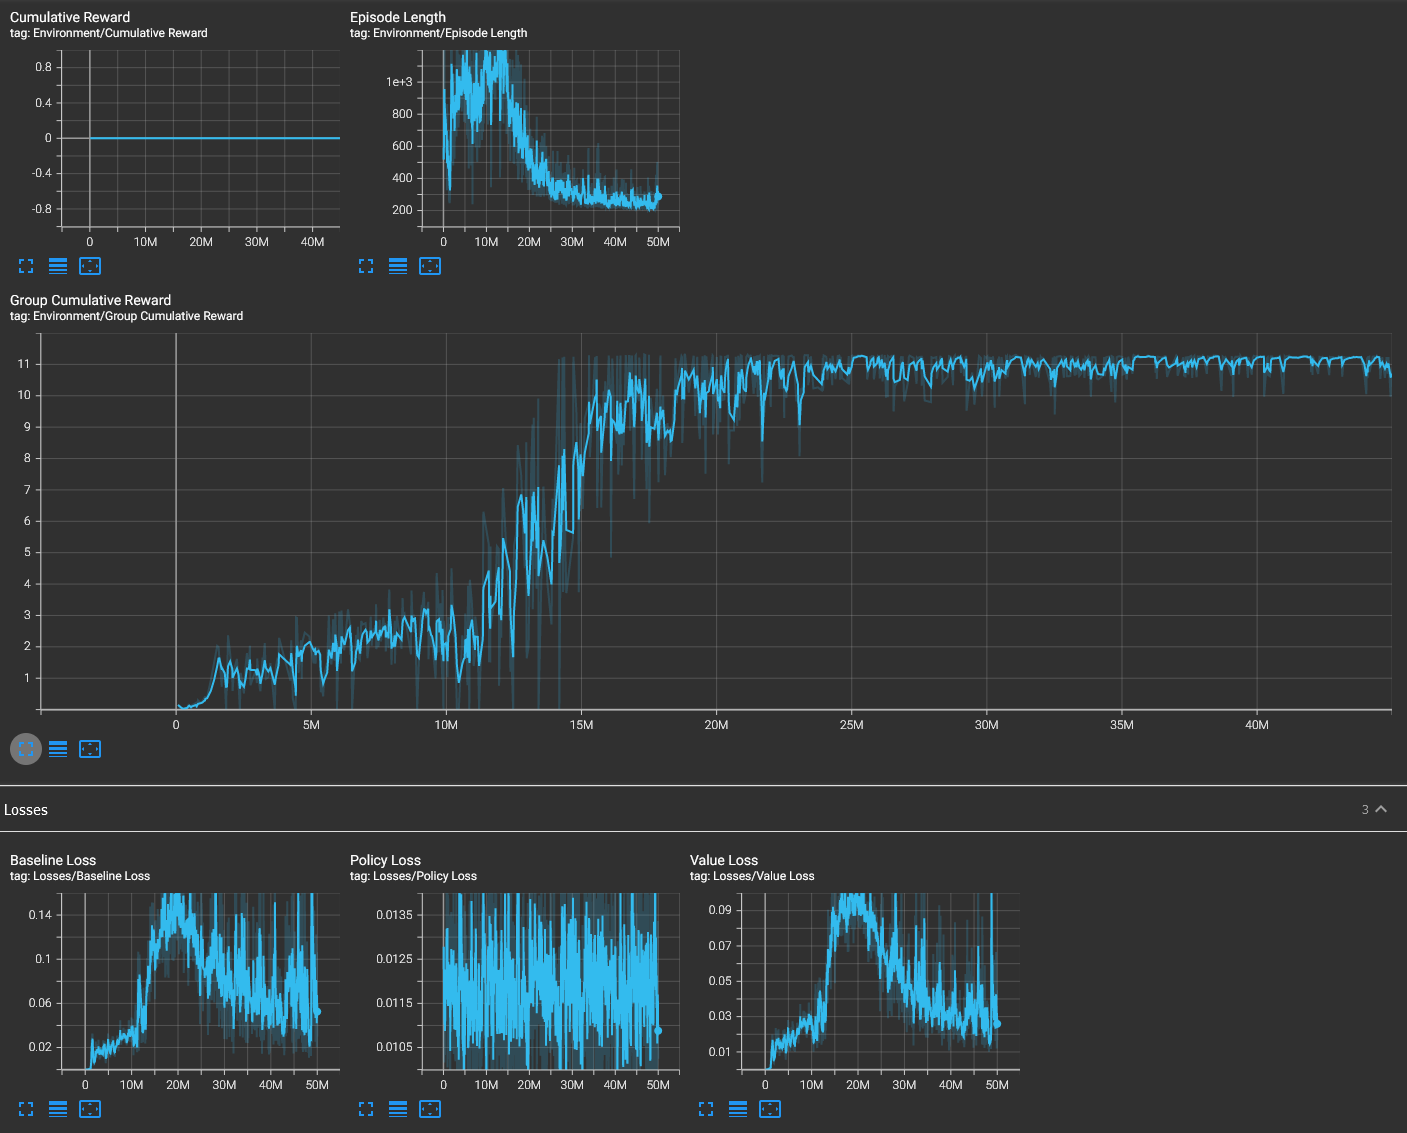 Cumulative Reward
tag: Environment/Cumulative Reward
0.8
0.4
0
-0.4
-0.8
0 10M 20M 30M 40M
Episode Length
tag: Environment/Episode Length
1e+3
800
600
400
200
0 10M 20M 30M 40M 50M
Group Cumulative Reward
tag: Environment/Group Cumulative Reward
11
10
9
8
7
6
5
4
3
2
1
0 5M 10M 15M 20M 25M 30M 35M 40M
Losses 3
Baseline Loss
tag: Losses/Baseline Loss
0.14
0.1
0.06
0.02
0 10M 20M 30M 40M 50M
Policy Loss
tag: Losses/Policy Loss
0.0135
0.0125
0.0115
0.0105
0 10M 20M 30M 40M 50M
Value Loss
tag: Losses/Value Loss
0.09
0.07
0.05
0.03
0.01
0 10M 20M 30M 40M 50M